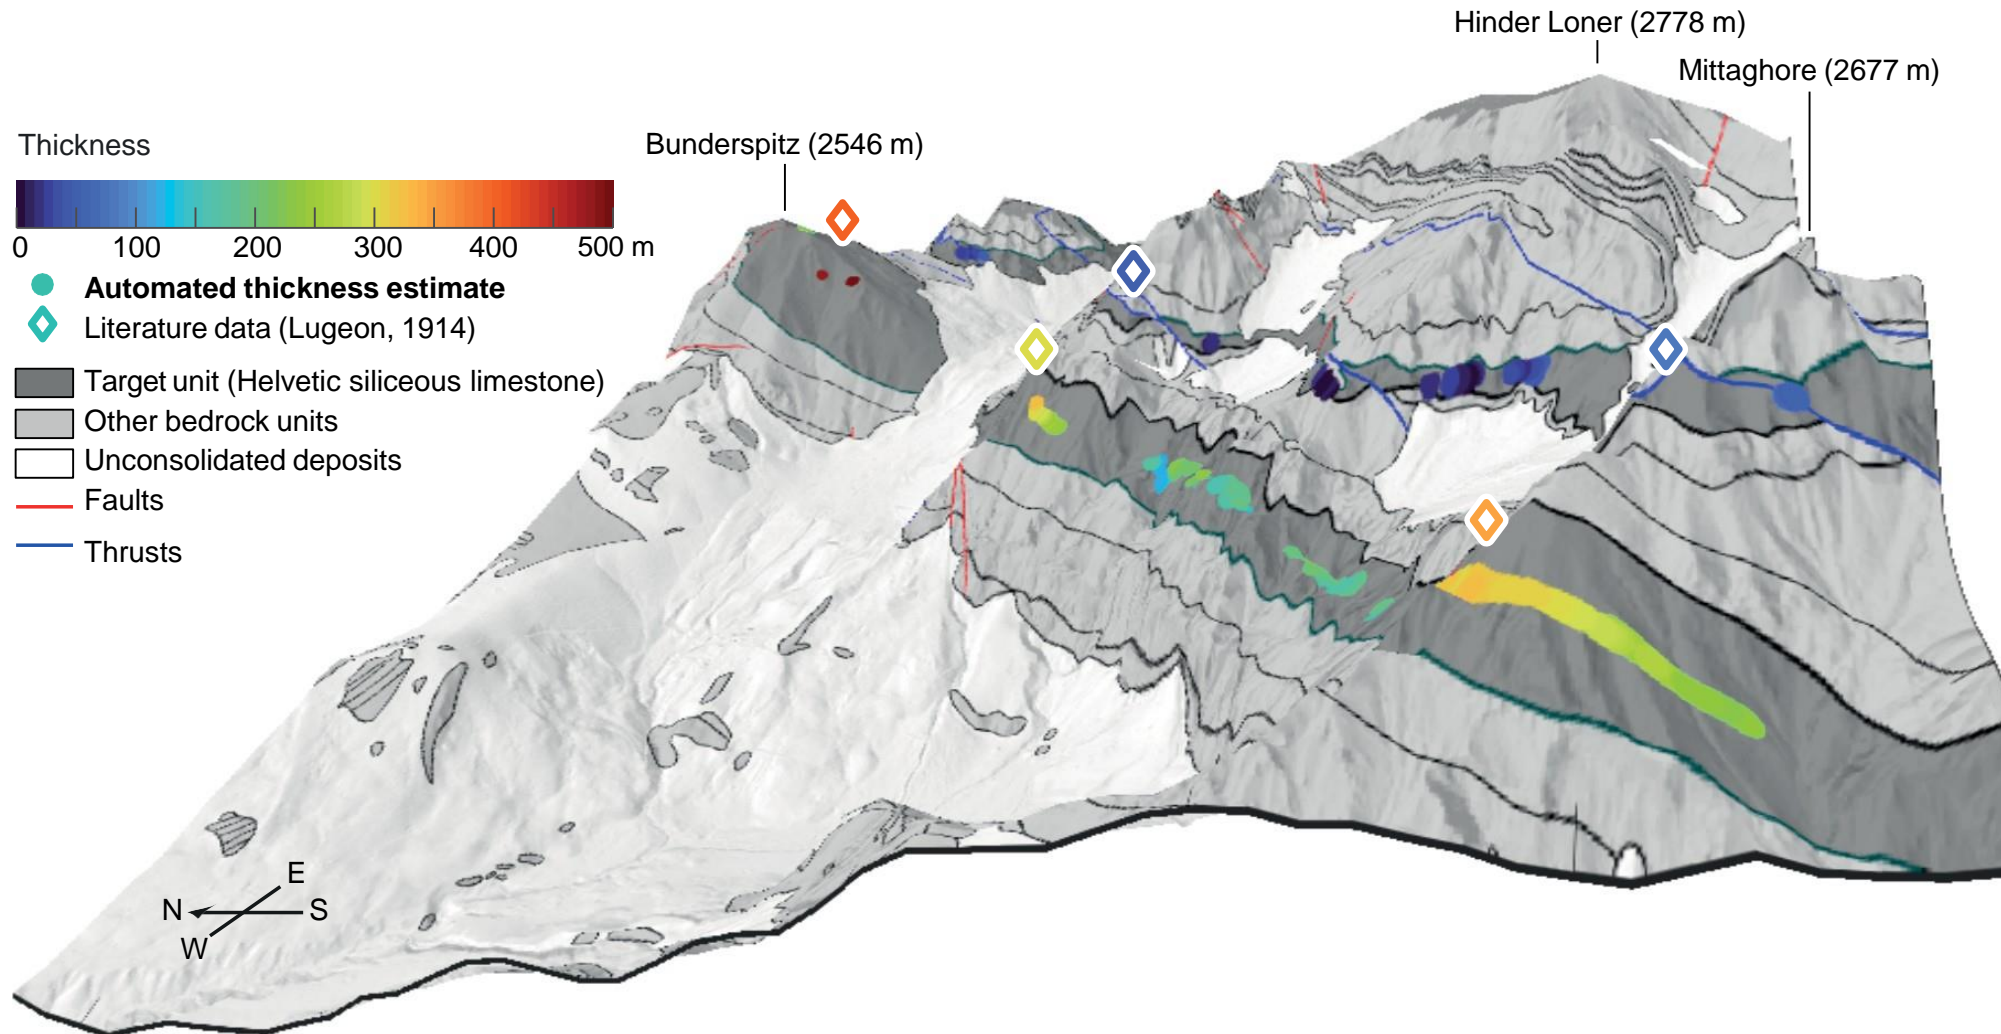 Hinder Loner (2778 m)
Mittaghore (2677 m)
Bunderspitz (2546 m)
Thickness
0 100 200 300 400 500 m
Automated thickness estimate
Literature data (Lugeon, 1914)
Target unit (Helvetic siliceous limestone)
Other bedrock units
Unconsolidated deposits
Faults
Thrusts
E
N S
W